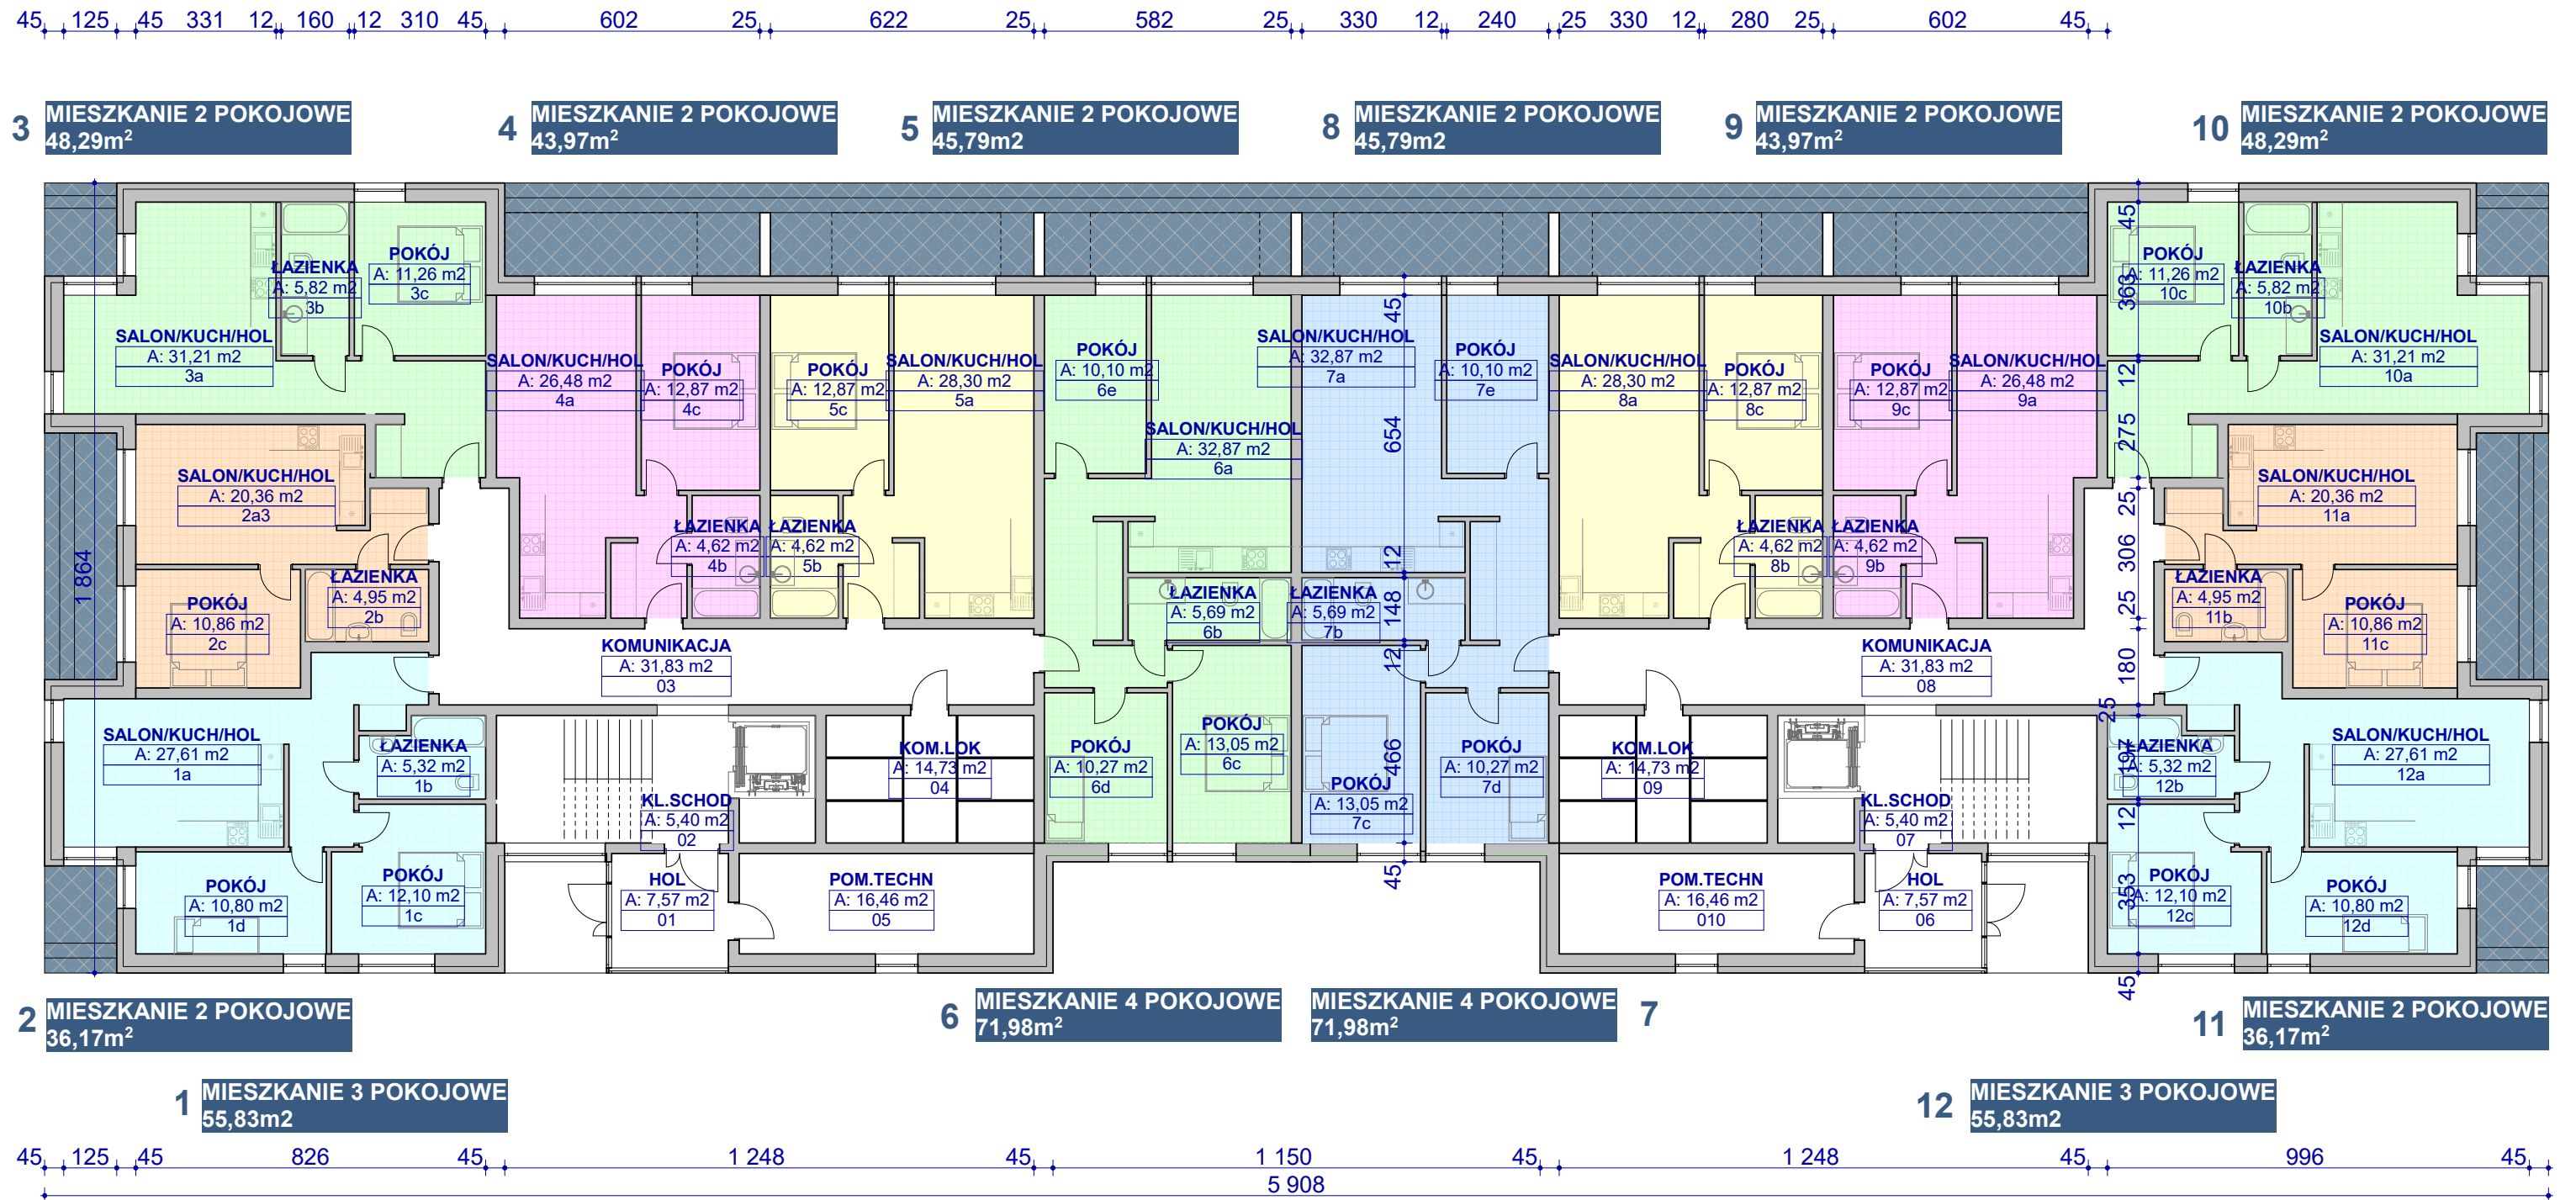 45 125 45 331 12 160 12 310 45 602 25 622 25 582 25 330 12 240 25 330 12 280 25 602 45
3 MIESZKANIE 2 POKOJOWE
48,29m²
4 MIESZKANIE 2 POKOJOWE
43,97m²
5 MIESZKANIE 2 POKOJOWE
45,79m2
8 MIESZKANIE 2 POKOJOWE
45,79m2
9 MIESZKANIE 2 POKOJOWE
43,97m²
10 MIESZKANIE 2 POKOJOWE
48,29m²
SALON/KUCH/HOL
A: 31,21 m2
3a
ŁAZIENKA
A: 5,82 m2
3b
POKÓJ
A: 11,26 m2
3c
SALON/KUCH/HOL
A: 26,48 m2
4a
POKÓJ
A: 12,87 m2
4c
ŁAZIENKA
A: 4,62 m2
4b
POKÓJ
A: 12,87 m2
5c
SALON/KUCH/HOL
A: 28,30 m2
5a
ŁAZIENKA
A: 4,62 m2
5b
POKÓJ
A: 10,10 m2
6e
SALON/KUCH/HOL
A: 32,87 m2
6a
SALON/KUCH/HOL
A: 32,87 m2
7a
POKÓJ
A: 10,10 m2
7e
SALON/KUCH/HOL
A: 28,30 m2
8a
POKÓJ
A: 12,87 m2
8c
ŁAZIENKA
A: 4,62 m2
8b
POKÓJ
A: 12,87 m2
9c
SALON/KUCH/HOL
A: 26,48 m2
9a
ŁAZIENKA
A: 4,62 m2
9b
POKÓJ
A: 11,26 m2
10c
ŁAZIENKA
A: 5,82 m2
10b
SALON/KUCH/HOL
A: 31,21 m2
10a
SALON/KUCH/HOL
A: 20,36 m2
2a3
POKÓJ
A: 10,86 m2
2c
ŁAZIENKA
A: 4,95 m2
2b
KOMUNIKACJA
A: 31,83 m2
03
ŁAZIENKA
A: 5,69 m2
6b
ŁAZIENKA
A: 5,69 m2
7b
KOMUNIKACJA
A: 31,83 m2
08
SALON/KUCH/HOL
A: 20,36 m2
11a
ŁAZIENKA
A: 4,95 m2
11b
POKÓJ
A: 10,86 m2
11c
SALON/KUCH/HOL
A: 27,61 m2
1a
ŁAZIENKA
A: 5,32 m2
1b
POKÓJ
A: 10,80 m2
1d
POKÓJ
A: 12,10 m2
1c
KL.SCHOD
A: 5,40 m2
02
HOL
A: 7,57 m2
01
KOM.LOK
A: 14,73 m2
04
POM.TECHN
A: 16,46 m2
05
POKÓJ
A: 10,27 m2
6d
POKÓJ
A: 13,05 m2
6c
POKÓJ
A: 13,05 m2
7c
POKÓJ
A: 10,27 m2
7d
KOM.LOK
A: 14,73 m2
09
POM.TECHN
A: 16,46 m2
010
KL.SCHOD
A: 5,40 m2
07
HOL
A: 7,57 m2
06
ŁAZIENKA
A: 5,32 m2
12b
SALON/KUCH/HOL
A: 27,61 m2
12a
POKÓJ
A: 12,10 m2
12c
POKÓJ
A: 10,80 m2
12d
1 864
45 654 12 148 12 466 45
45 363 12 275 25 306 25 180 25 197 12 353 45
2 MIESZKANIE 2 POKOJOWE
36,17m²
6 MIESZKANIE 4 POKOJOWE
71,98m²
MIESZKANIE 4 POKOJOWE 7
71,98m²
11 MIESZKANIE 2 POKOJOWE
36,17m²
1 MIESZKANIE 3 POKOJOWE
55,83m2
12 MIESZKANIE 3 POKOJOWE
55,83m2
45 125 45 826 45 1 248 45 1 150 45 1 248 45 996 45
5 908